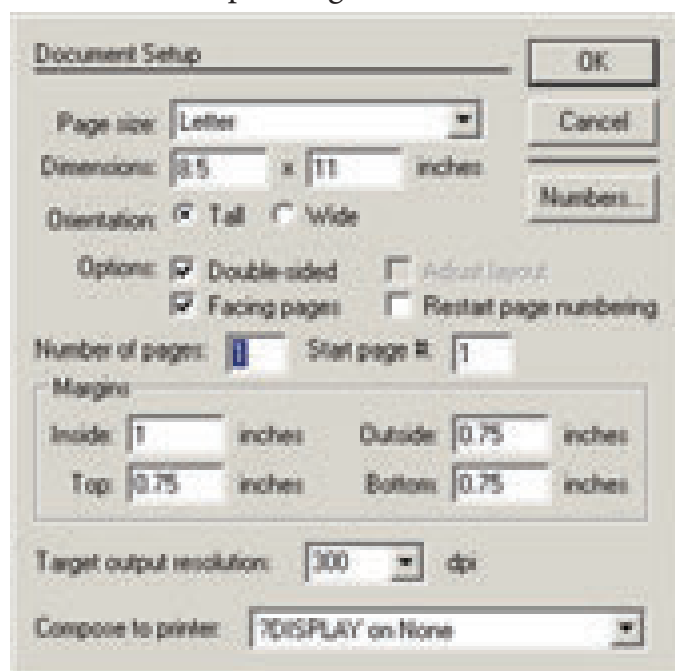 Document Setup OK
Page size: Letter Cancel
Dimensions: 8.5 x 11 inches
Numbers...
Orientation: Tall Wide
Options: Double-sided Adjust layout
Facing pages Restart page numbering
Number of pages: 1 Start page #: 1
Margins
Inside: 1 inches Outside: 0.75 inches
Top: 0.75 inches Bottom: 0.75 inches
Target output resolution: 300 dpi
Compose to printer: ?DISPLAY on None